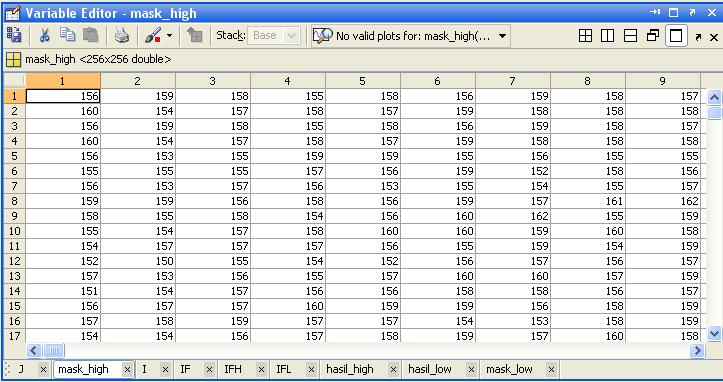 Variable Editor - mask_high
Stack: Base No valid plots for: mask_high(...
mask_high <256x256 double>
1 2 3 4 5 6 7 8 9
1 156 159 158 155 158 156 159 158 157
2 160 154 157 158 157 159 158 158 158
3 156 159 158 155 158 156 159 158 157
4 160 154 157 158 157 159 158 158 158
5 156 153 155 159 159 155 156 155 155
6 155 155 155 157 156 159 152 158 156
7 156 153 157 156 153 155 154 155 157
8 159 159 156 158 156 159 157 161 162
9 158 155 158 154 156 160 162 155 159
10 155 154 157 158 160 160 159 160 158
11 154 157 157 157 156 155 159 154 159
12 152 150 155 154 152 156 157 156 157
13 157 153 156 155 157 160 160 157 159
14 151 154 157 156 156 158 158 156 157
15 156 157 157 160 159 159 156 158 159
16 157 158 159 157 157 154 153 158 159
17 154 154 156 157 158 159 157 160 158
J mask_high I IF IFH IFL hasil_high hasil_low mask_low